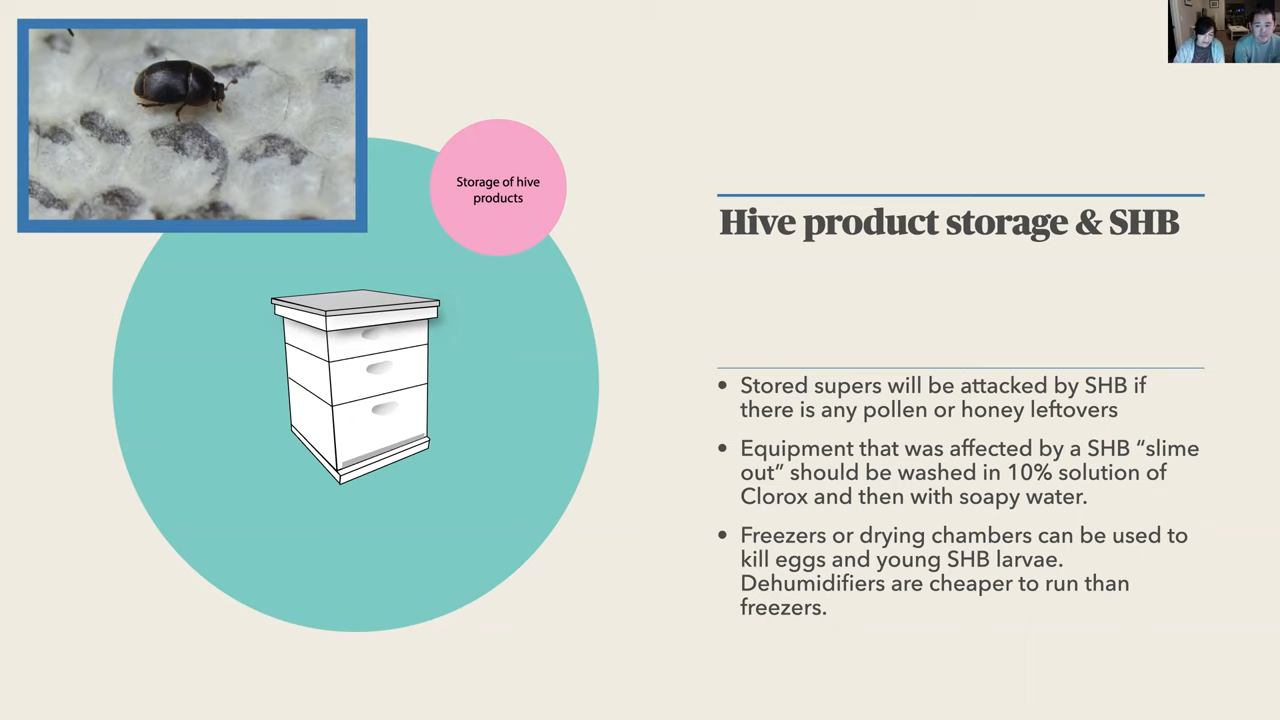 Storage of hive
products
Hive product storage & SHB
• Stored supers will be attacked by SHB if
there is any pollen or honey leftovers
• Equipment that was affected by a SHB “slime
out” should be washed in 10% solution of
Clorox and then with soapy water.
• Freezers or drying chambers can be used to
kill eggs and young SHB larvae.
Dehumidifiers are cheaper to run than
freezers.